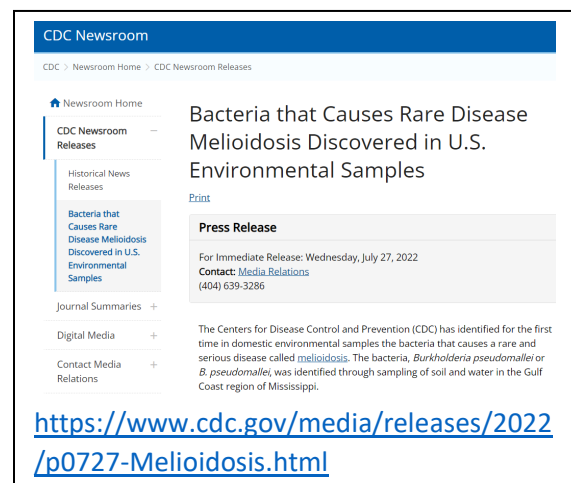 CDC Newsroom
CDC > Newsroom Home > CDC Newsroom Releases
Newsroom Home
CDC Newsroom
Releases
Historical News
Releases
Bacteria that
Causes Rare
Disease Melioidosis
Discovered in U.S.
Environmental
Samples
Journal Summaries
Digital Media
Contact Media
Relations
Bacteria that Causes Rare Disease
Melioidosis Discovered in U.S.
Environmental Samples
Print
Press Release
For Immediate Release: Wednesday, July 27, 2022
Contact: Media Relations
(404) 639-3286
The Centers for Disease Control and Prevention (CDC) has identified for the first
time in domestic environmental samples the bacteria that causes a rare and
serious disease called melioidosis. The bacteria, Burkholderia pseudomallei or
B. pseudomallei, was identified through sampling of soil and water in the Gulf
Coast region of Mississippi.
https://www.cdc.gov/media/releases/2022
/p0727-Melioidosis.html